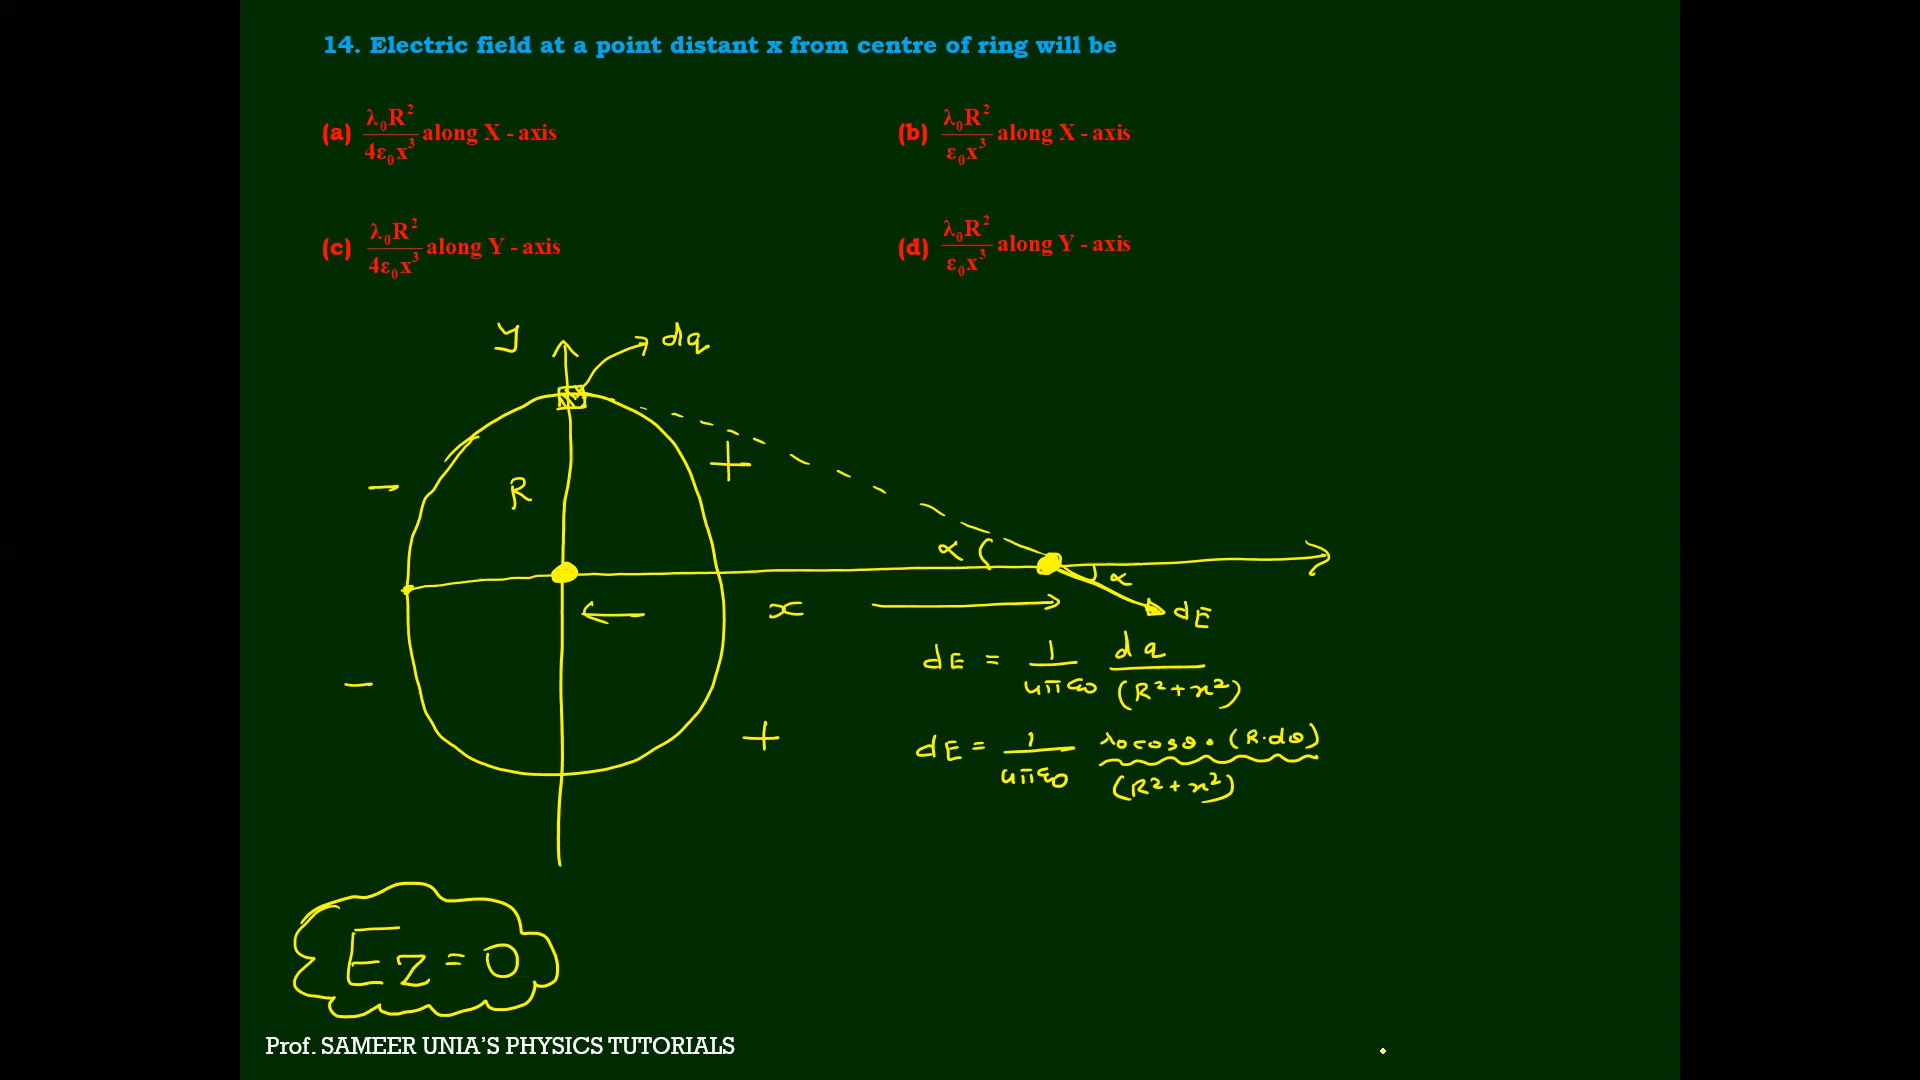 14. Electric field at a point distant x from centre of ring will be
(a) λ₀R²/4ε₀x³ along X - axis
(b) λ₀R²/ε₀x³ along X - axis
(c) λ₀R²/4ε₀x³ along Y - axis
(d) λ₀R²/ε₀x³ along Y - axis
y
dq
+
-
R
α
α
x
dE
dE = 1/4πε₀ dq/(R²+x²)
-
+
dE = 1/4πε₀ λ₀cosθ.(R.dθ)/(R²+x²)
Ez = 0
Prof. SAMEER UNIA'S PHYSICS TUTORIALS